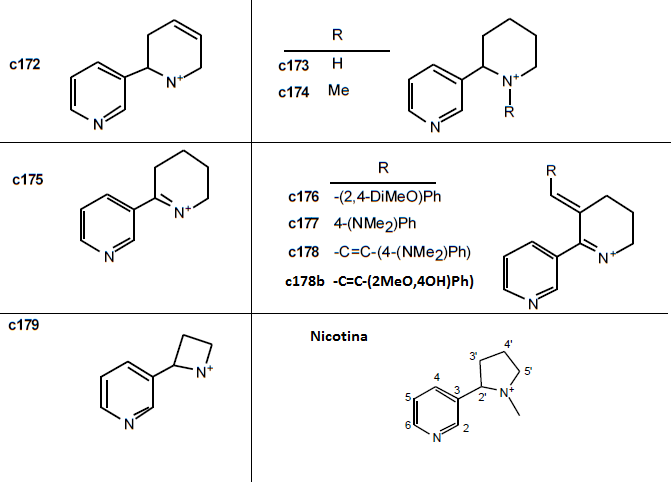 c172
N+
N
R
c173 H
c174 Me
N+
R
N
c175
N+
N
R
c176 -(2,4-DiMeO)Ph
c177 4-(NMe2)Ph
c178 -C=C-(4-(NMe2)Ph)
c178b -C=C-(2MeO,4OH)Ph)
R
N+
N
c179
N+
N
Nicotina
4'
3'
5'
4
3
2'
N+
5
6
2
N